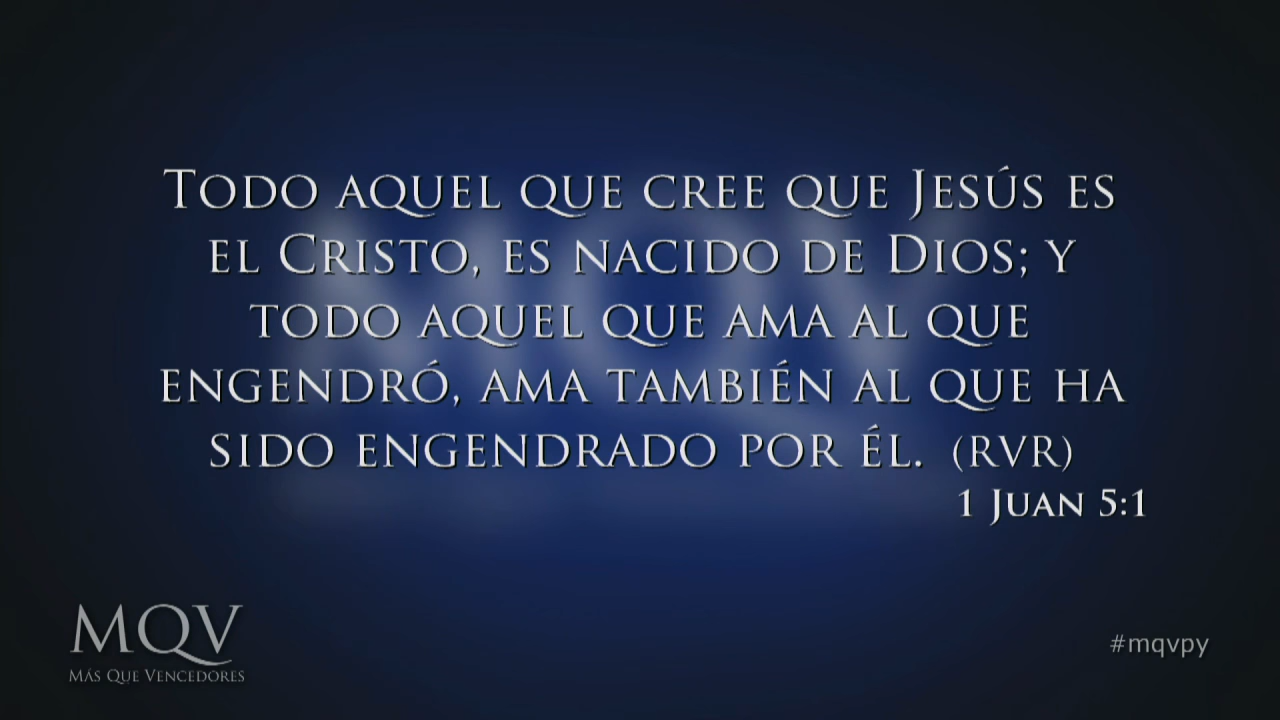 Todo aquel que cree que Jesús es
el Cristo, es nacido de Dios; y
todo aquel que ama al que
engendró, ama también al que ha
sido engendrado por él. (RVR)
1 Juan 5:1
MQV
Más Que Vencedores
#mqvpy